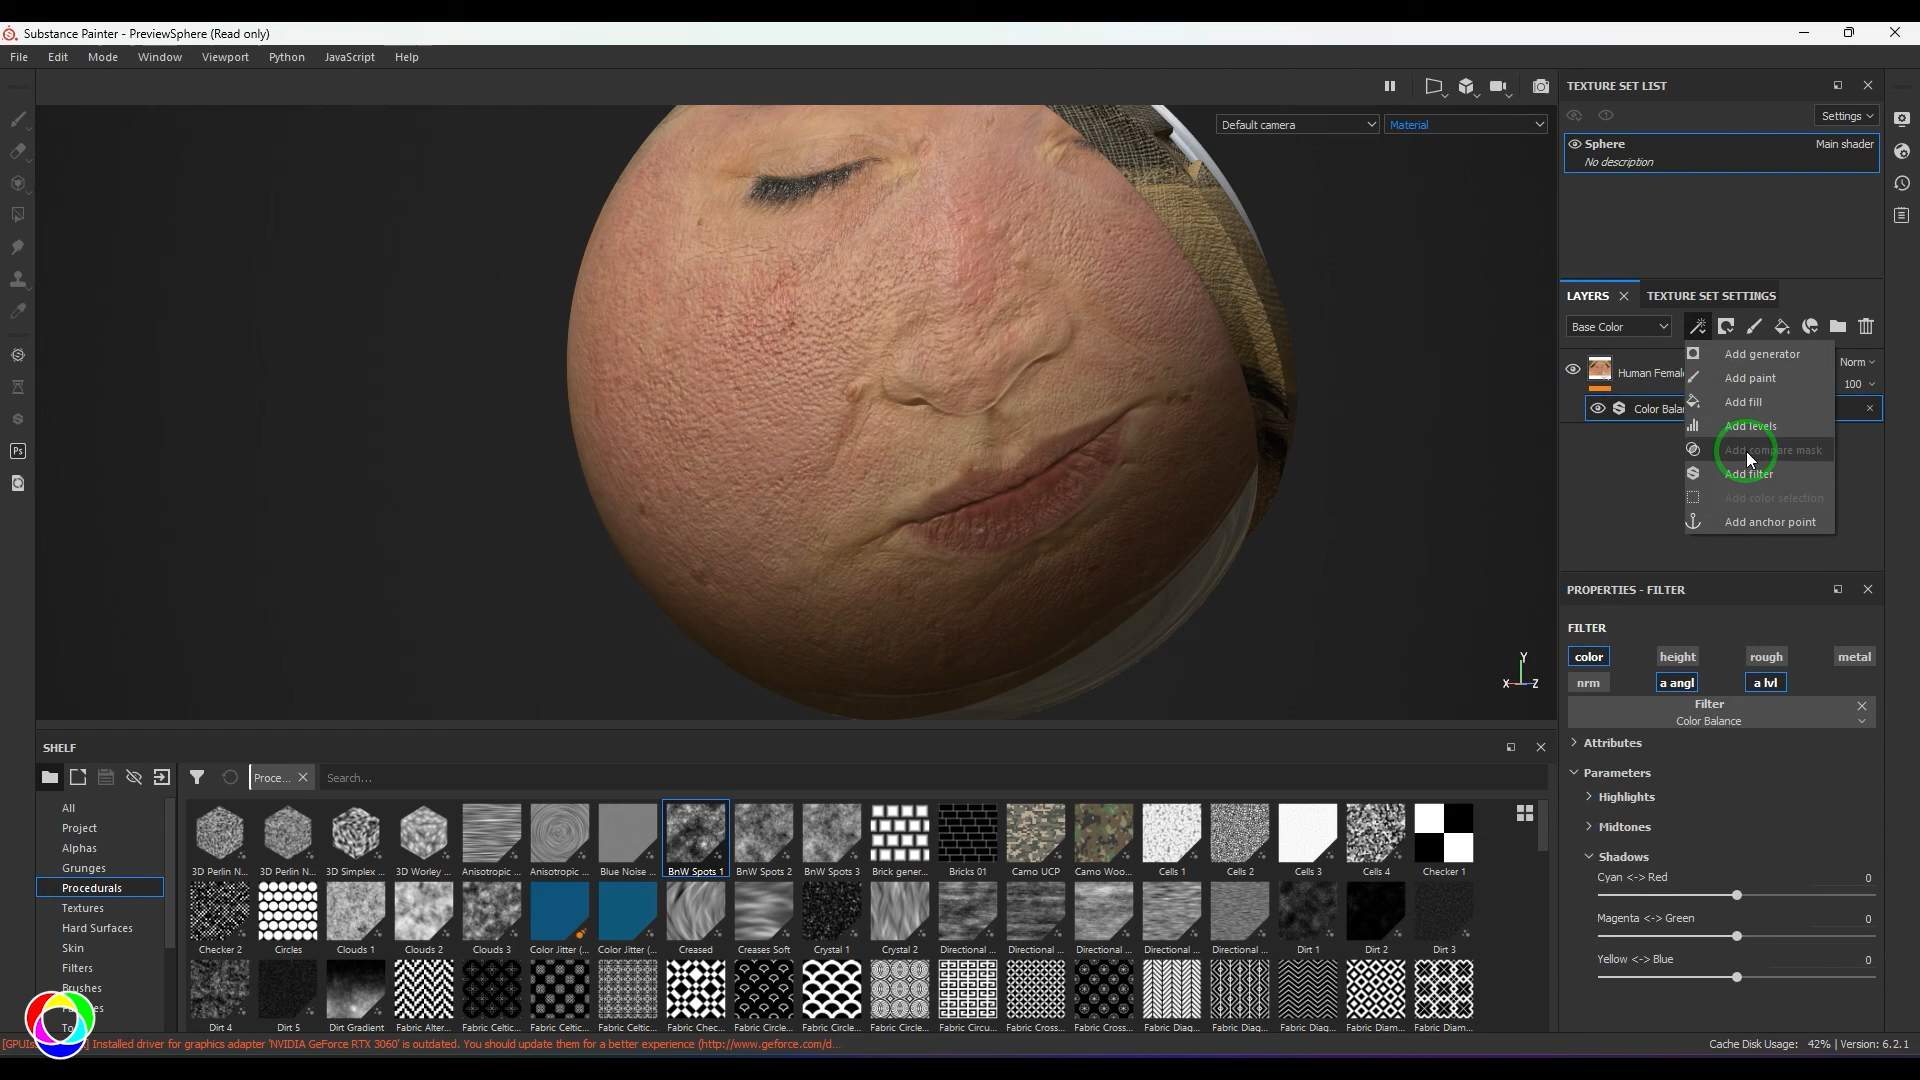 Substance Painter - PreviewSphere (Read only)
File Edit Mode Window Viewport Python JavaScript Help
TEXTURE SET LIST
Default camera
Material
Settings
Sphere
Main shader
No description
LAYERS
TEXTURE SET SETTINGS
Base Color
Add generator
Human Femal
Norm
Add paint
100
Add fill
Color Balan
Add levels
Add compare mask
Add filter
Add color selection
Add anchor point
Ps
Y
X
Z
PROPERTIES - FILTER
FILTER
color height rough metal
nrm a angl a lvl
Filter
Color Balance
Attributes
Parameters
Highlights
Midtones
Shadows
Cyan <-> Red 0
Magenta <-> Green 0
Yellow <-> Blue 0
SHELF
Proce...
Search...
All
Project
Alphas
Grunges
Procedurals
Textures
Hard Surfaces
Skin
Filters
Brushes
3D Perlin N... 3D Perlin N... 3D Simplex ... 3D Worley ... Anisotropic ... Anisotropic ... Blue Noise ... BnW Spots 1 BnW Spots 2 BnW Spots 3 Brick gener... Bricks 01 Camo UCP Camo Woo... Cells 1 Cells 2 Cells 3 Cells 4 Checker 1
Checker 2 Circles Clouds 1 Clouds 2 Clouds 3 Color Jitter (... Color Jitter (... Creased Creases Soft Crystal 1 Crystal 2 Directional ... Directional ... Directional ... Directional ... Directional ... Dirt 1 Dirt 2 Dirt 3
Dirt 4 Dirt 5 Dirt Gradient Fabric Alter... Fabric Celtic... Fabric Celtic... Fabric Celtic... Fabric Chec... Fabric Circle... Fabric Circle... Fabric Circle... Fabric Circu... Fabric Cross... Fabric Cross... Fabric Diag... Fabric Diag... Fabric Diag... Fabric Diam... Fabric Diam...
Installed driver for graphics adapter 'NVIDIA GeForce RTX 3060' is outdated. You should update them for a better experience (http://www.geforce.com/d...
Cache Disk Usage: 42% | Version: 6.2.1